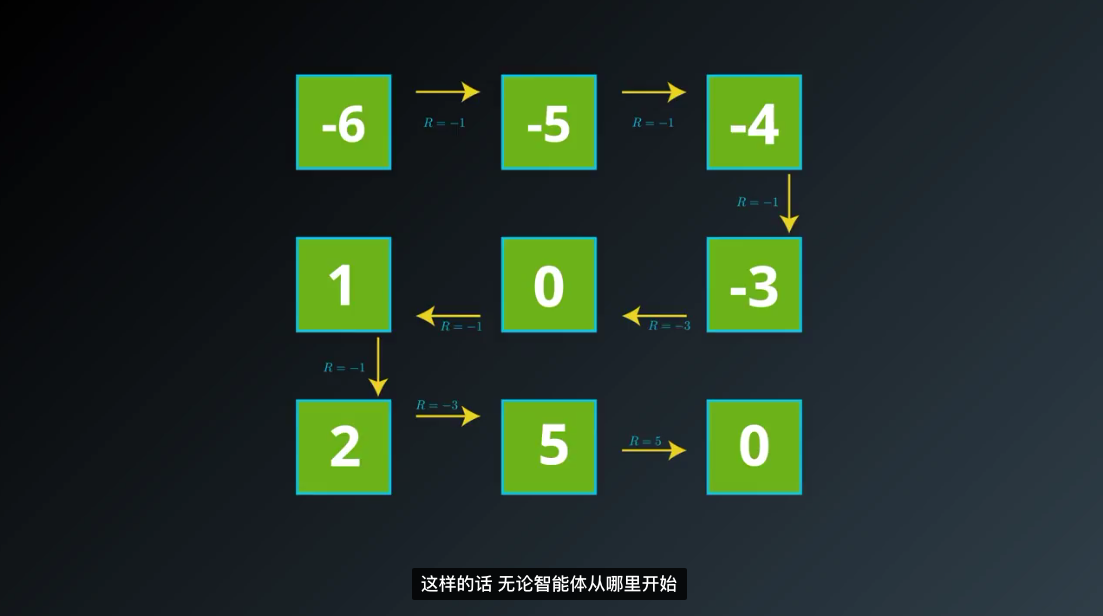 -6 -5 -4
R = −1 R = −1
R = −1
1 0 -3
R = −1 R = −3
R = −1
2 5 0
R = −3 R = 5
这样的话 无论智能体从哪里开始